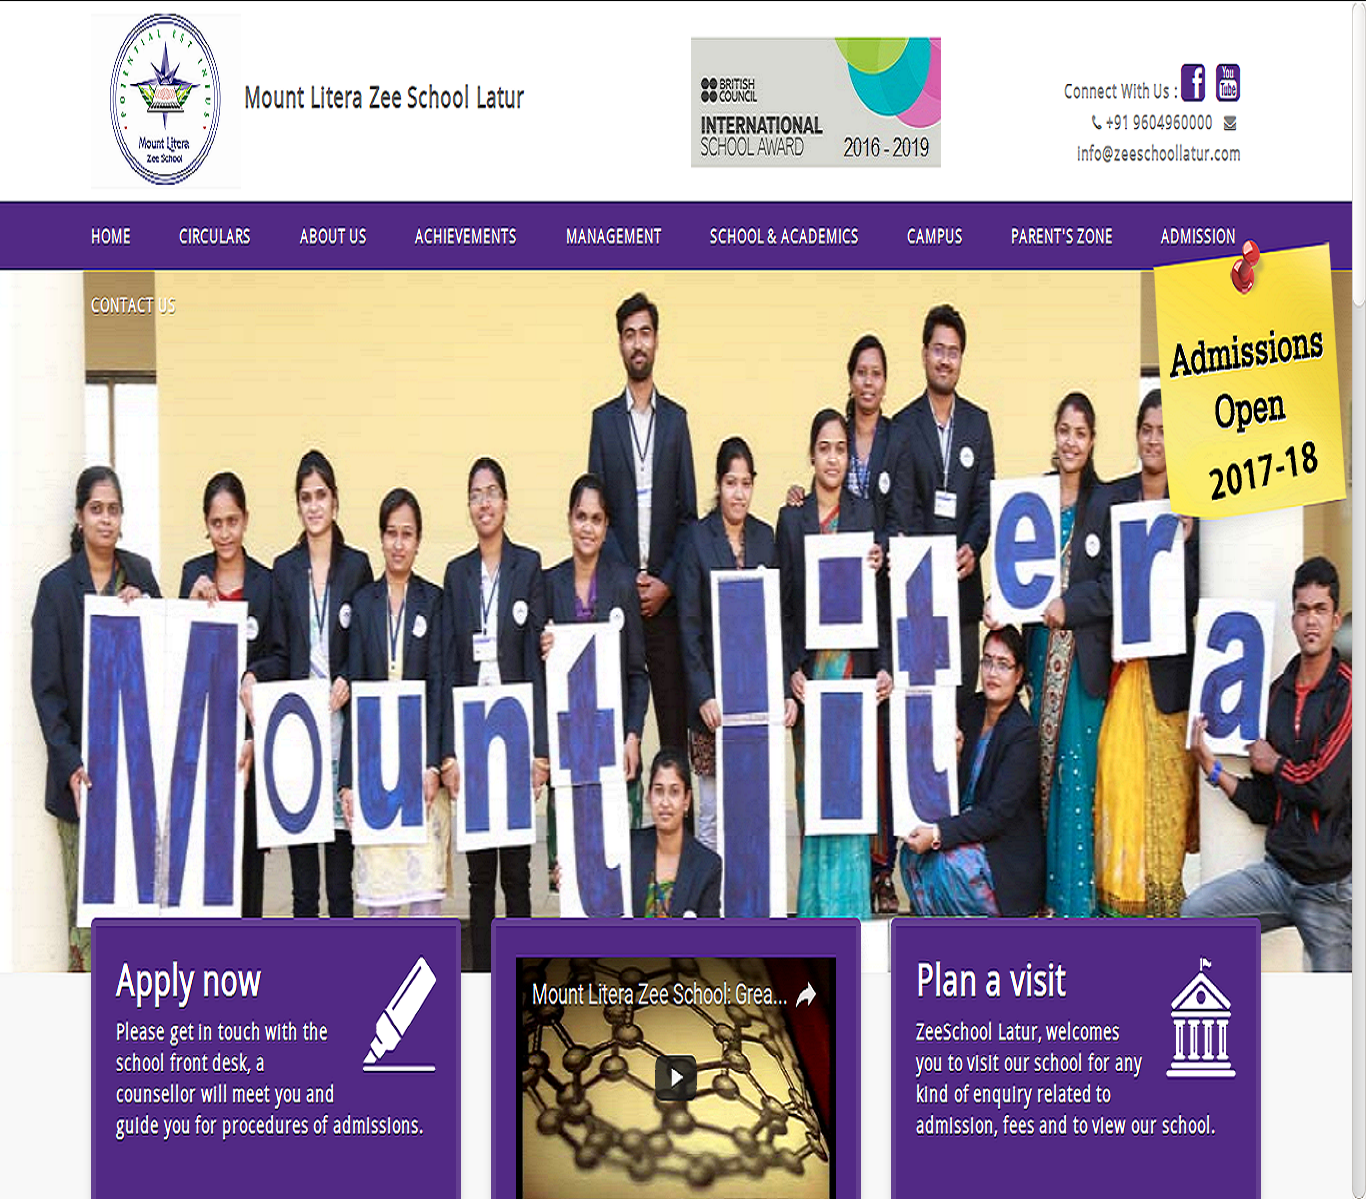 POTENTIAL EST INTUS
Mount Litera
Zee School
Mount Litera Zee School Latur
BRITISH
COUNCIL
INTERNATIONAL
SCHOOL AWARD
2016 - 2019
Connect With Us :
f
You
Tube
+91 9604960000
info@zeeschoollatur.com
HOME CIRCULARS ABOUT US ACHIEVEMENTS MANAGEMENT SCHOOL & ACADEMICS CAMPUS PARENT'S ZONE ADMISSION
CONTACT US
Admissions
Open
2017-18
Mount litera
Apply now
Please get in touch with the
school front desk, a
counsellor will meet you and
guide you for procedures of admissions.
Mount Litera Zee School: Grea...
Plan a visit
ZeeSchool Latur, welcomes
you to visit our school for any
kind of enquiry related to
admission, fees and to view our school.